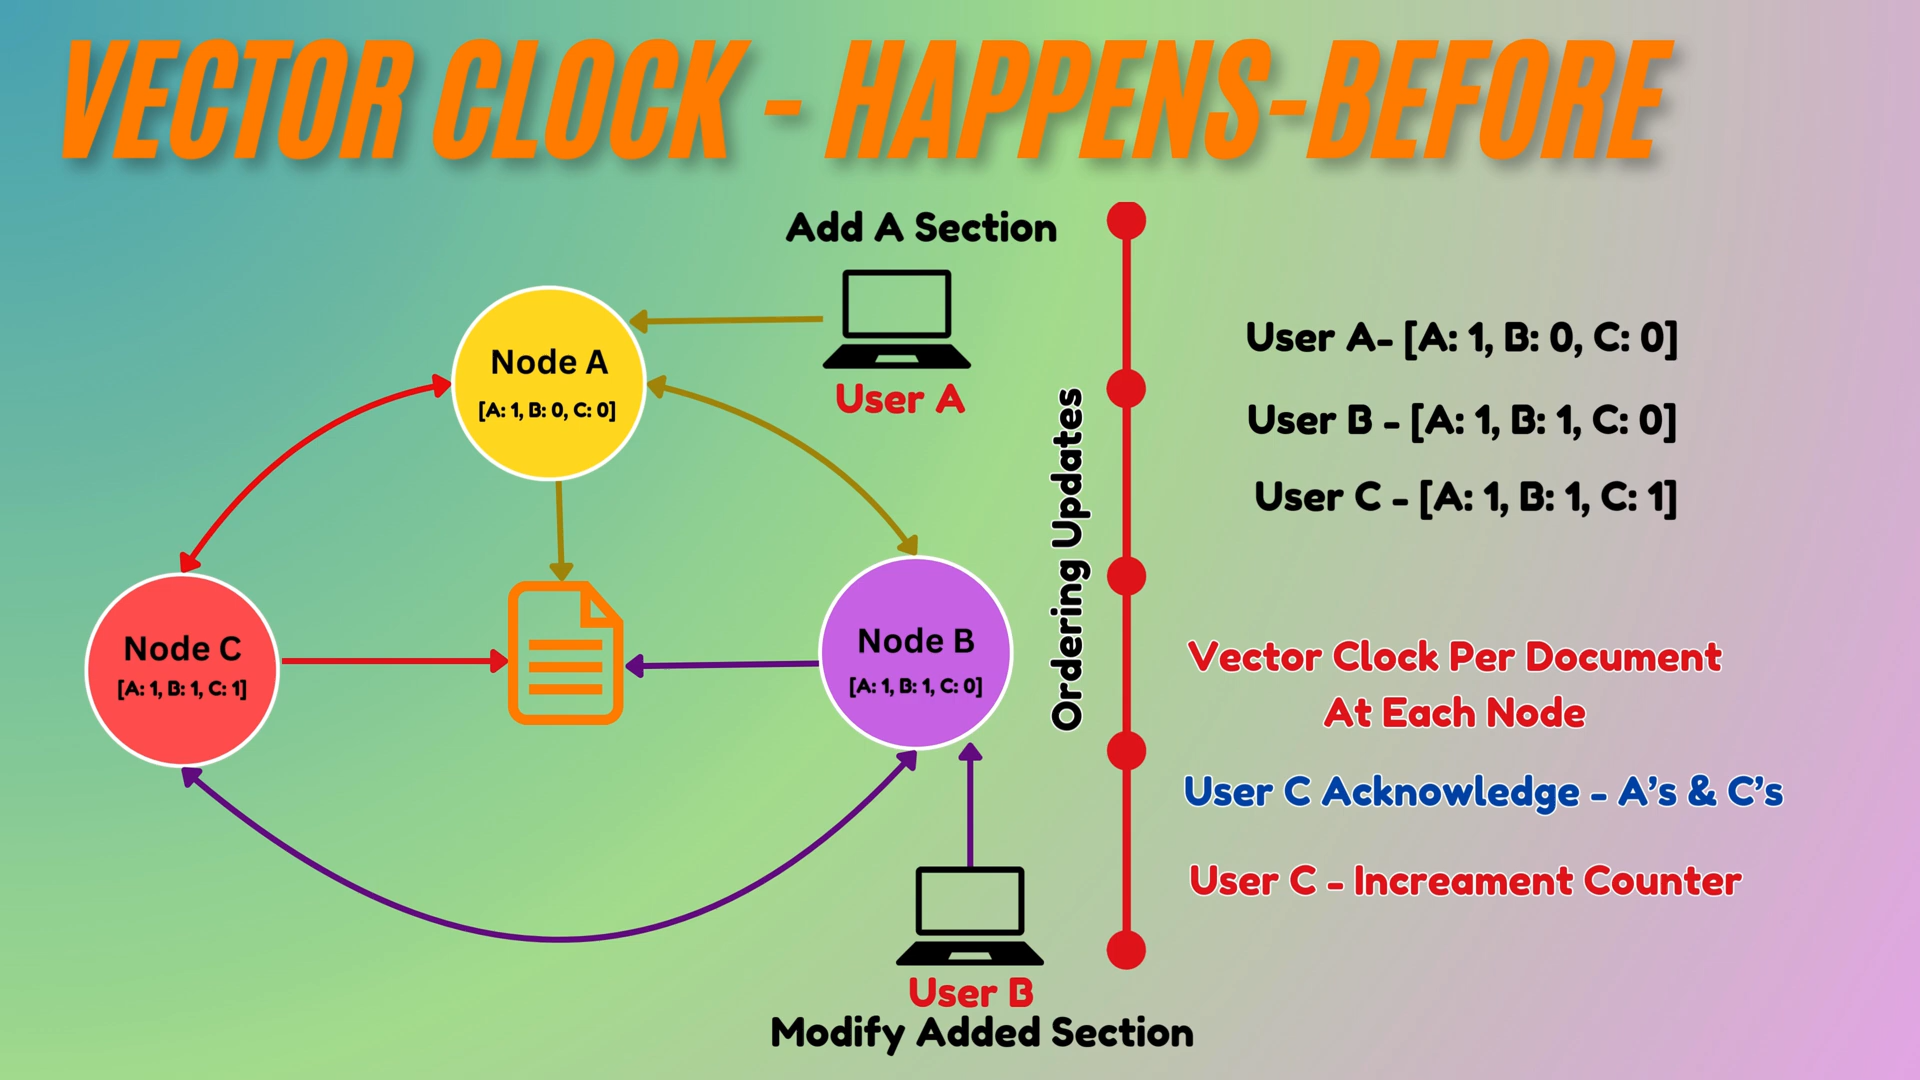 VECTOR CLOCK - HAPPENS-BEFORE
Add A Section
User A
Node A
[A: 1, B: 0, C: 0]
Node C
[A: 1, B: 1, C: 1]
Node B
[A: 1, B: 1, C: 0]
User B
Modify Added Section
Ordering Updates
User A- [A: 1, B: 0, C: 0]
User B - [A: 1, B: 1, C: 0]
User C - [A: 1, B: 1, C: 1]
Vector Clock Per Document
At Each Node
User C Acknowledge - A’s & C’s
User C - Increament Counter